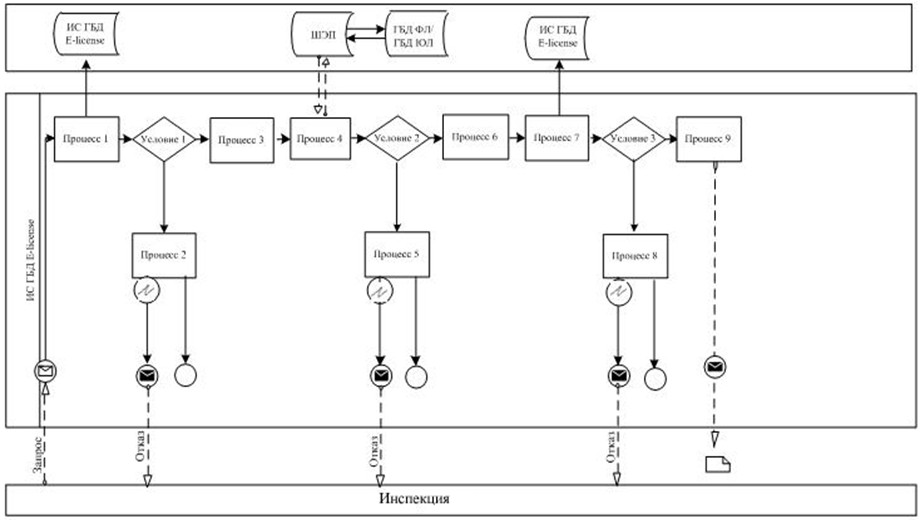 ИС ГБД
E-license
ШЭП
ГБД ФЛ/
ГБД ЮЛ
ИС ГБД
E-license
Процесс 1
Условие 1
Процесс 3
Процесс 4
Условие 2
Процесс 6
Процесс 7
Условие 3
Процесс 9
ИС ГБД E-license
Процесс 2
Процесс 5
Процесс 8
Запрос
Отказ
Отказ
Отказ
Инспекция